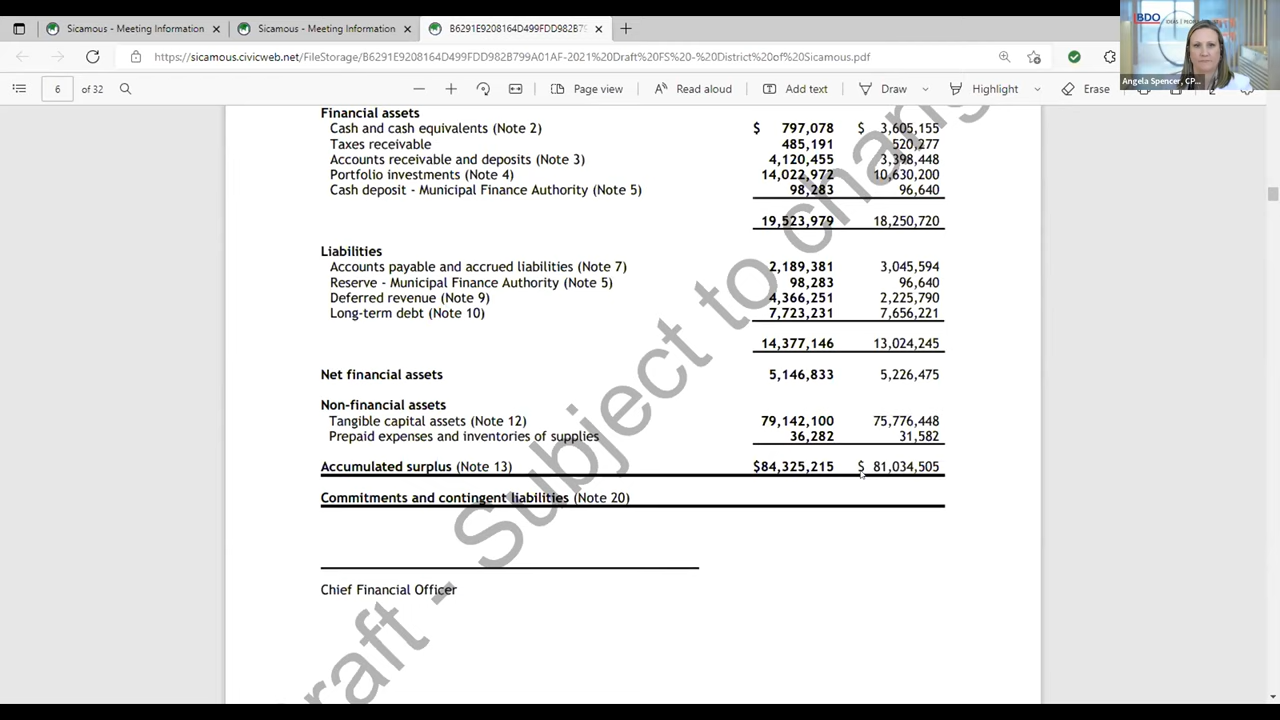 Sicamous - Meeting Information
Sicamous - Meeting Information
B6291E9208164D499FDD982B79
https://sicamous.civicweb.net/FileStorage/B6291E9208164D499FDD982B799A01AF-2021%20Draft%20FS%20-%20District%20of%20Sicamous.pdf
6 of 32 Page view Read aloud Add text Draw Highlight Erase
BDO
Angela Spencer, CP...
Financial assets
Cash and cash equivalents (Note 2) $ 797,078 $ 3,605,155
Taxes receivable 485,191 520,277
Accounts receivable and deposits (Note 3) 4,120,455 3,398,448
Portfolio investments (Note 4) 14,022,972 10,630,200
Cash deposit - Municipal Finance Authority (Note 5) 98,283 96,640
19,523,979 18,250,720
Liabilities
Accounts payable and accrued liabilities (Note 7) 2,189,381 3,045,594
Reserve - Municipal Finance Authority (Note 5) 98,283 96,640
Deferred revenue (Note 9) 4,366,251 2,225,790
Long-term debt (Note 10) 7,723,231 7,656,221
14,377,146 13,024,245
Net financial assets 5,146,833 5,226,475
Non-financial assets
Tangible capital assets (Note 12) 79,142,100 75,776,448
Prepaid expenses and inventories of supplies 36,282 31,582
Accumulated surplus (Note 13) $84,325,215 $ 81,034,505
Commitments and contingent liabilities (Note 20)
Chief Financial Officer
raft - Subject to chang